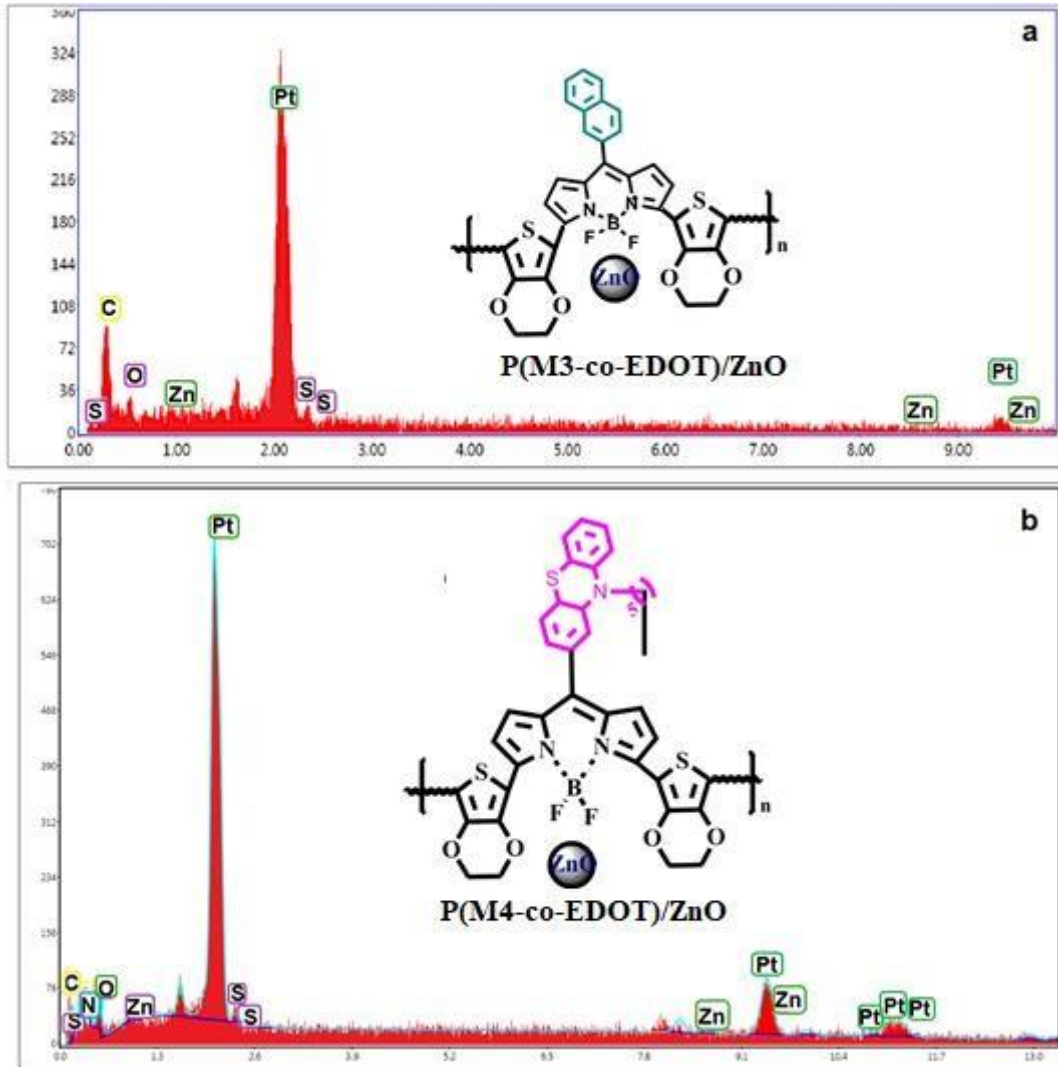 360
a
324
288
Pt
252
216
180
144
108
72
36
0
C
O
S
Zn
S
S
Zn
Pt
Zn
0.00 1.00 2.00 3.00 4.00 5.00 6.00 7.00 8.00 9.00
N N
B
F F
S S
O O O O
n
ZnO
P(M3-co-EDOT)/ZnO
b
702
624
546
468
390
312
234
156
78
0
Pt
C
N
O
S
Zn
S
S
Zn
Pt
Zn
Pt
Pt
Pt
0.0 1.3 2.6 3.9 5.2 6.5 7.8 9.1 10.4 11.7 13.0
S
N
N N
B
F F
S S
O O O O
n
ZnO
P(M4-co-EDOT)/ZnO